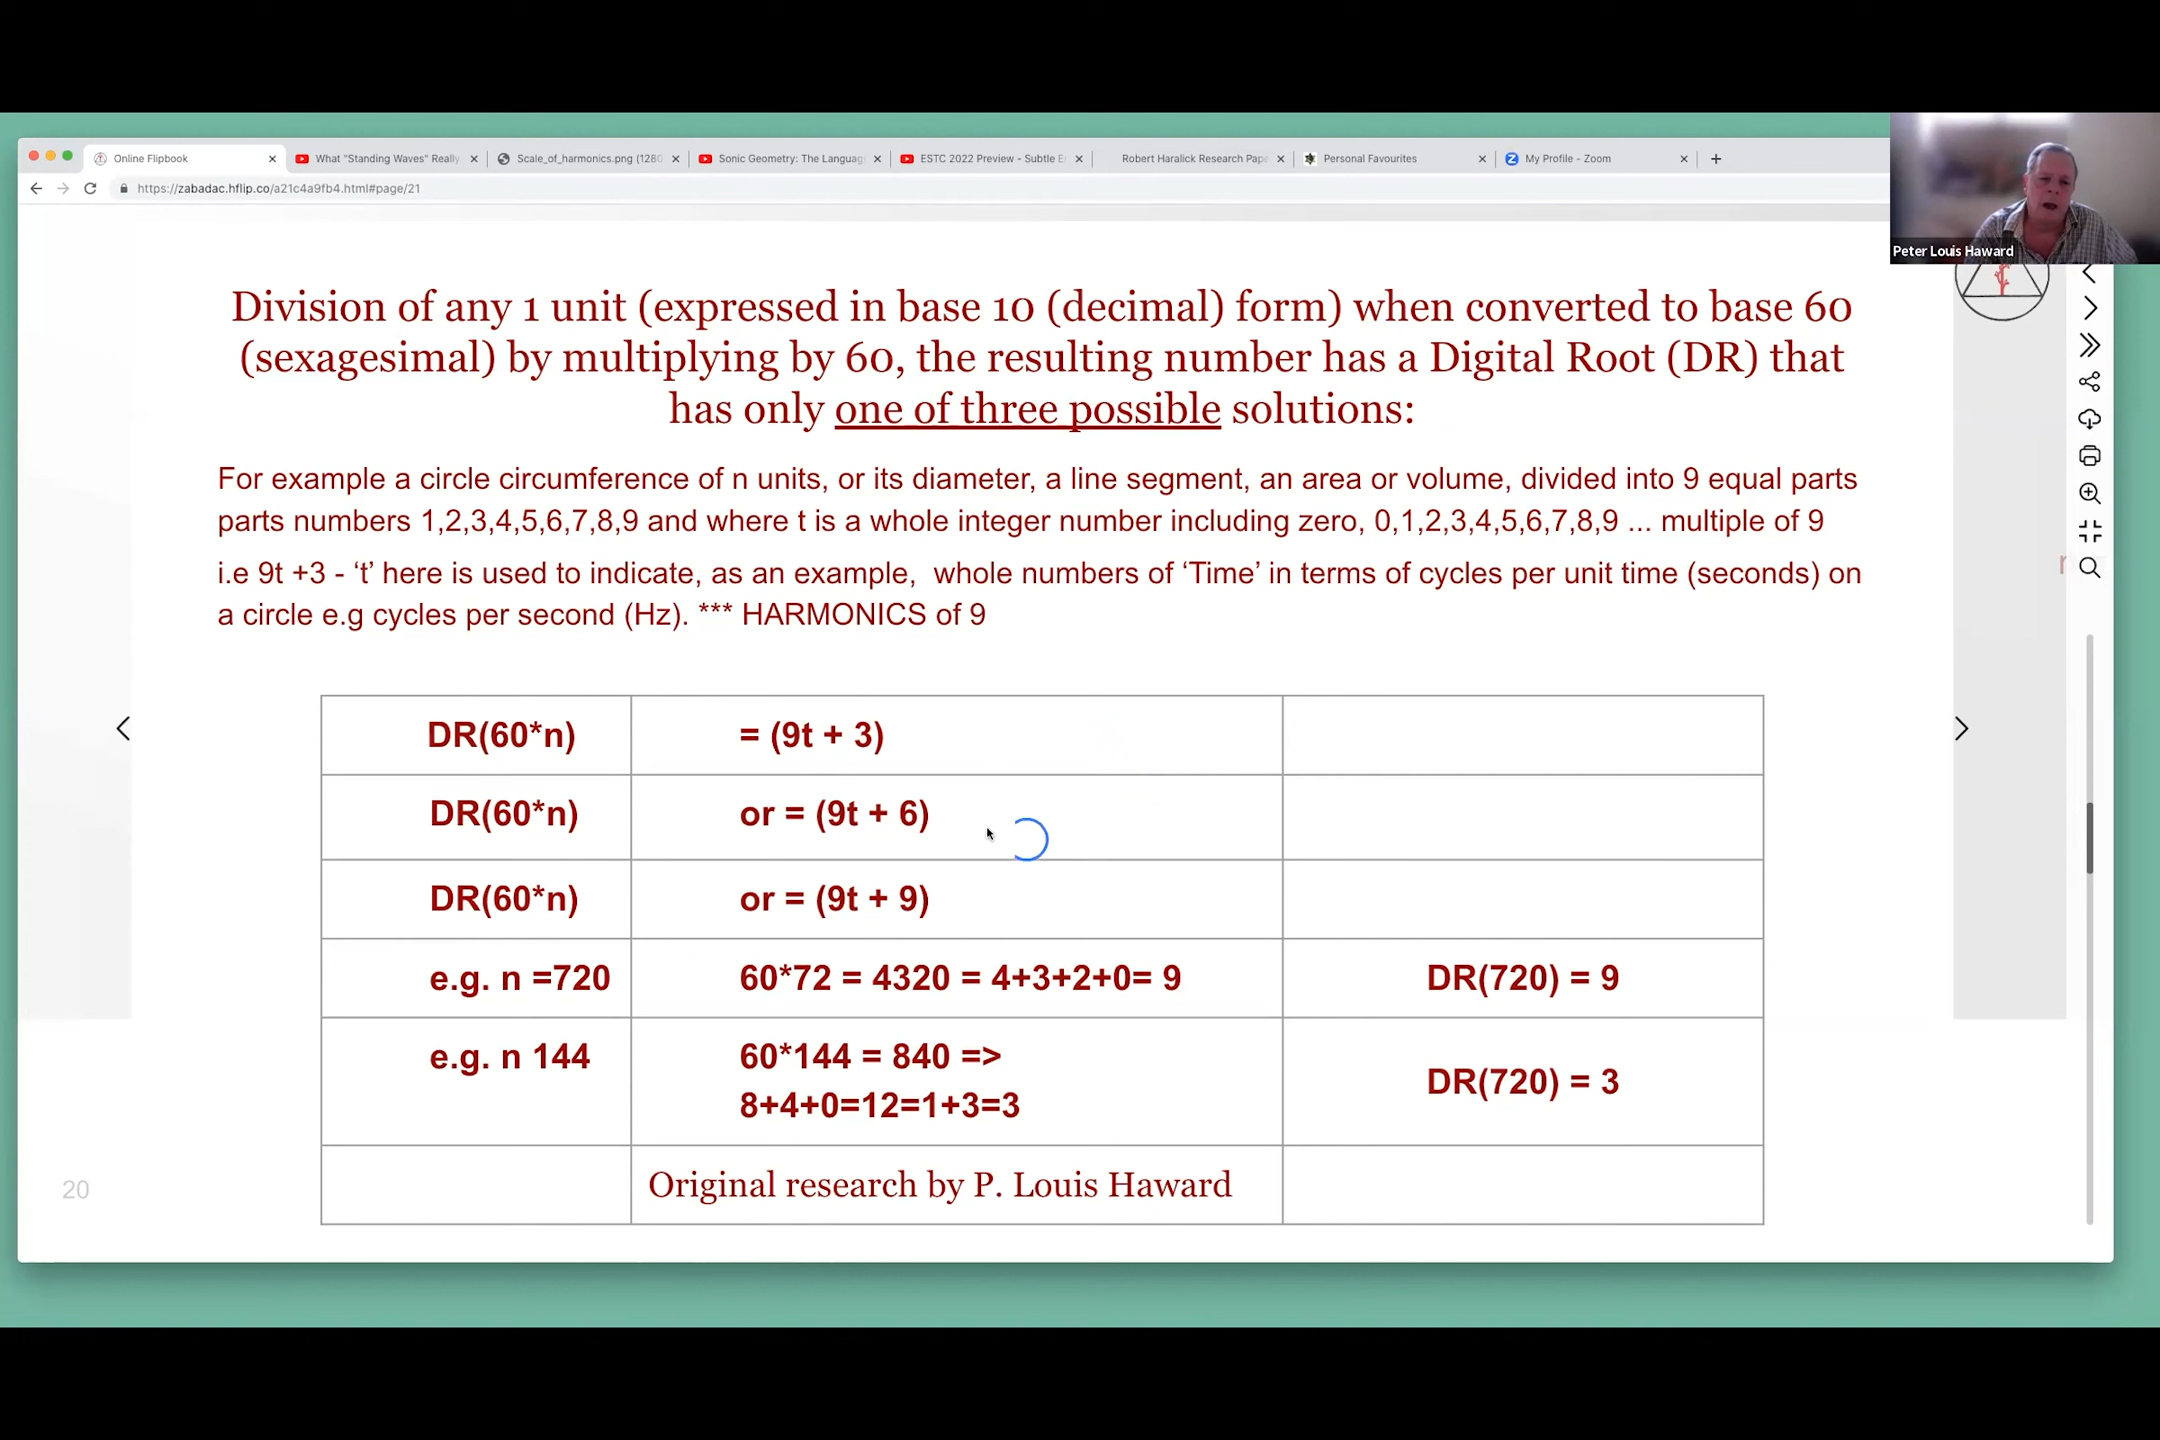 Online Flipbook
What "Standing Waves" Really
Scale_of_harmonics.png (1280
Sonic Geometry: The Languag
ESTC 2022 Preview - Subtle E
Robert Haralick Research Pape
Personal Favourites
My Profile - Zoom
https://zabadac.hflip.co/a21c4a9fb4.html#page/21
Peter Louis Haward
Division of any 1 unit (expressed in base 10 (decimal) form) when converted to base 60
(sexagesimal) by multiplying by 60, the resulting number has a Digital Root (DR) that
has only one of three possible solutions:
For example a circle circumference of n units, or its diameter, a line segment, an area or volume, divided into 9 equal parts
parts numbers 1,2,3,4,5,6,7,8,9 and where t is a whole integer number including zero, 0,1,2,3,4,5,6,7,8,9 ... multiple of 9
i.e 9t +3 - ‘t’ here is used to indicate, as an example,  whole numbers of ‘Time’ in terms of cycles per unit time (seconds) on
a circle e.g cycles per second (Hz). *** HARMONICS of 9
DR(60*n) = (9t + 3)
DR(60*n) or = (9t + 6)
DR(60*n) or = (9t + 9)
e.g. n =720 60*72 = 4320 = 4+3+2+0= 9 DR(720) = 9
e.g. n 144 60*144 = 840 =>
8+4+0=12=1+3=3 DR(720) = 3
Original research by P. Louis Haward
20